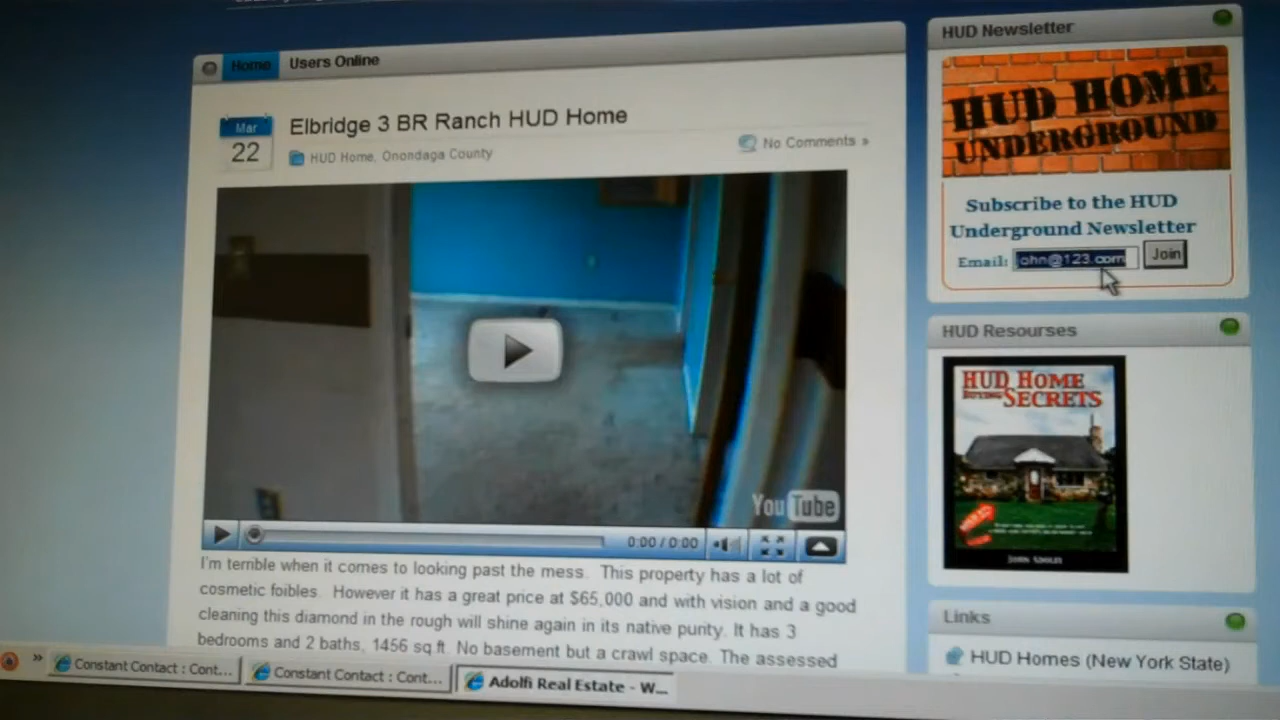 Home
Users Online
Mar
22
Elbridge 3 BR Ranch HUD Home
HUD Home, Onondaga County
No Comments »
YouTube
0:00 / 0:00
I'm terrible when it comes to looking past the mess. This property has a lot of
cosmetic foibles. However it has a great price at $65,000 and with vision and a good
cleaning this diamond in the rough will shine again in its native purity. It has 3
bedrooms and 2 baths, 1456 sq.ft. No basement but a crawl space. The assessed
HUD Newsletter
HUD HOME
UNDERGROUND
Subscribe to the HUD
Underground Newsletter
Email: john@123.com Join
HUD Resourses
HUD HOME
BUYING SECRETS
Links
HUD Homes (New York State)
» Constant Contact : Cont...
Constant Contact : Cont...
Adolfi Real Estate - W...